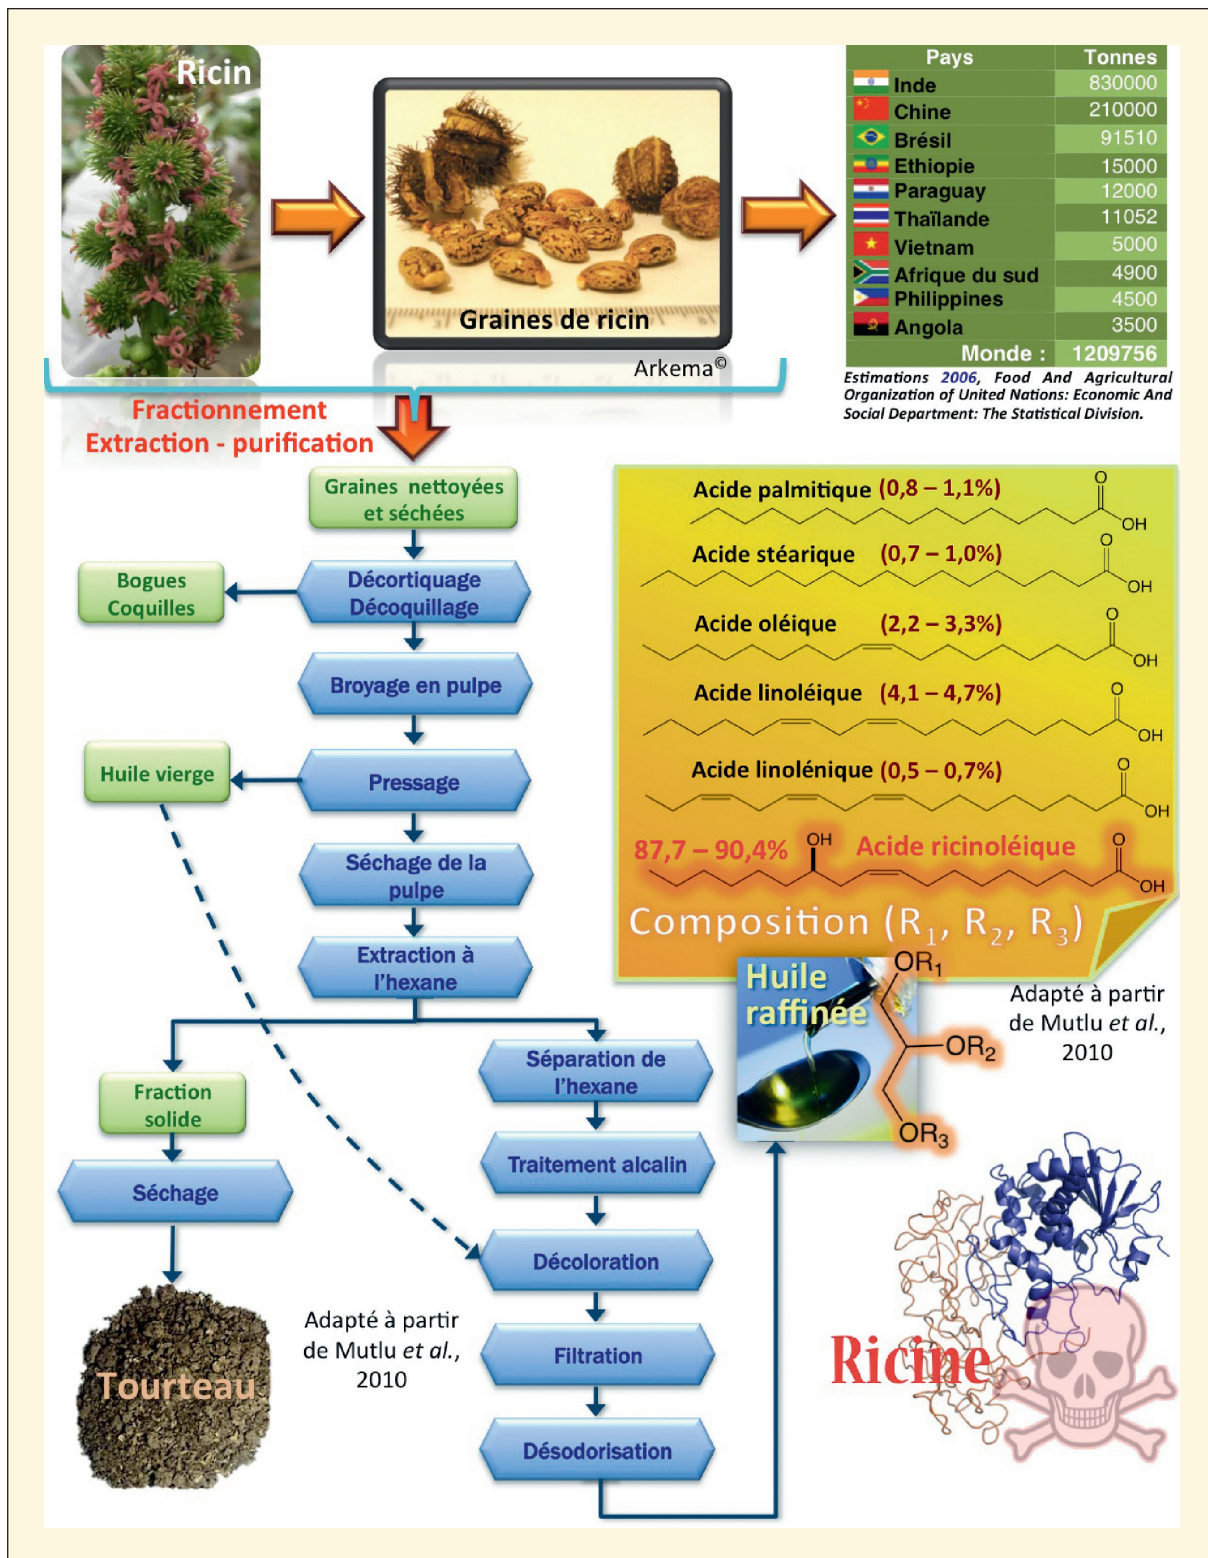 Ricin
Graines de ricin
Arkema©
Pays Tonnes
Inde 830000
Chine 210000
Brésil 91510
Ethiopie 15000
Paraguay 12000
Thaïlande 11052
Vietnam 5000
Afrique du sud 4900
Philippines 4500
Angola 3500
Monde : 1209756
Estimations 2006, Food And Agricultural
Organization of United Nations: Economic And
Social Department: The Statistical Division.
Fractionnement
Extraction - purification
Graines nettoyées
et séchées
Bogues
Coquilles
Décortiquage
Décoquillage
Broyage en pulpe
Huile vierge
Pressage
Séchage de la
pulpe
Extraction à
l'hexane
Fraction
solide
Séchage
Tourteau
Adapté à partir
de Mutlu et al.,
2010
Séparation de
l'hexane
Traitement alcalin
Décoloration
Filtration
Désodorisation
Acide palmitique (0,8 – 1,1%)
O
OH
Acide stéarique (0,7 – 1,0%)
O
OH
Acide oléique (2,2 – 3,3%)
O
OH
Acide linoléique (4,1 – 4,7%)
O
OH
Acide linolénique (0,5 – 0,7%)
O
OH
87,7 – 90,4% OH Acide ricinoléique
O
OH
Composition (R1, R2, R3)
Huile
raffinée
OR1
OR2
OR3
Adapté à partir
de Mutlu et al.,
2010
Ricine